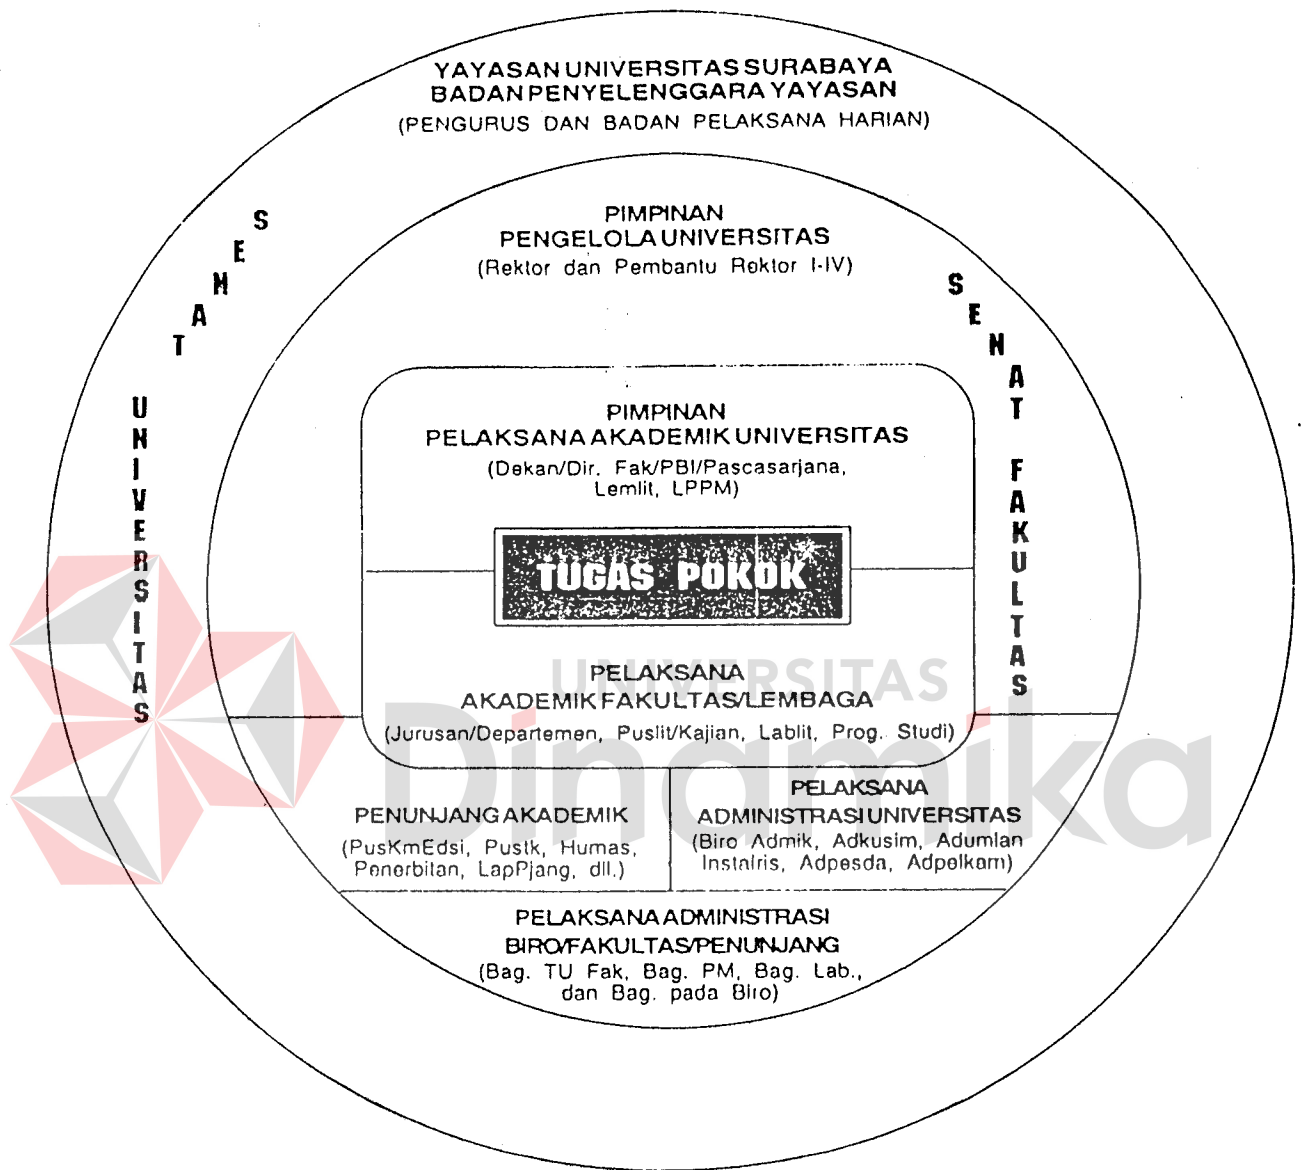 YAYASAN UNIVERSITAS SURABAYA
BADAN PENYELENGGARA YAYASAN
(PENGURUS DAN BADAN PELAKSANA HARIAN)
SENAT UNIVERSITAS
PIMPINAN
PENGELOLA UNIVERSITAS
(Rektor dan Pembantu Rektor I-IV)
SENAT FAKULTAS
PIMPINAN
PELAKSANA AKADEMIK UNIVERSITAS
(Dekan/Dir. Fak/PBI/Pascasarjana,
Lemlit, LPPM)
TUGAS POKOK
PELAKSANA
AKADEMIK FAKULTAS/LEMBAGA
(Jurusan/Departemen, Puslit/Kajian, Lablit, Prog. Studi)
PENUNJANG AKADEMIK
(PusKmEdsi, Pustk, Humas,
Penerbitan, LapPjang, dll.)
PELAKSANA
ADMINISTRASI UNIVERSITAS
(Biro Admik, Adkusim, Adumlan
Adpesda, Adpelkam)
PELAKSANA ADMINISTRASI
BIRO/FAKULTAS/PENUNJANG
(Bag. TU Fak, Bag. PM, Bag. Lab.,
dan Bag. pada Biro)
UNIVERSITAS
Dinamika